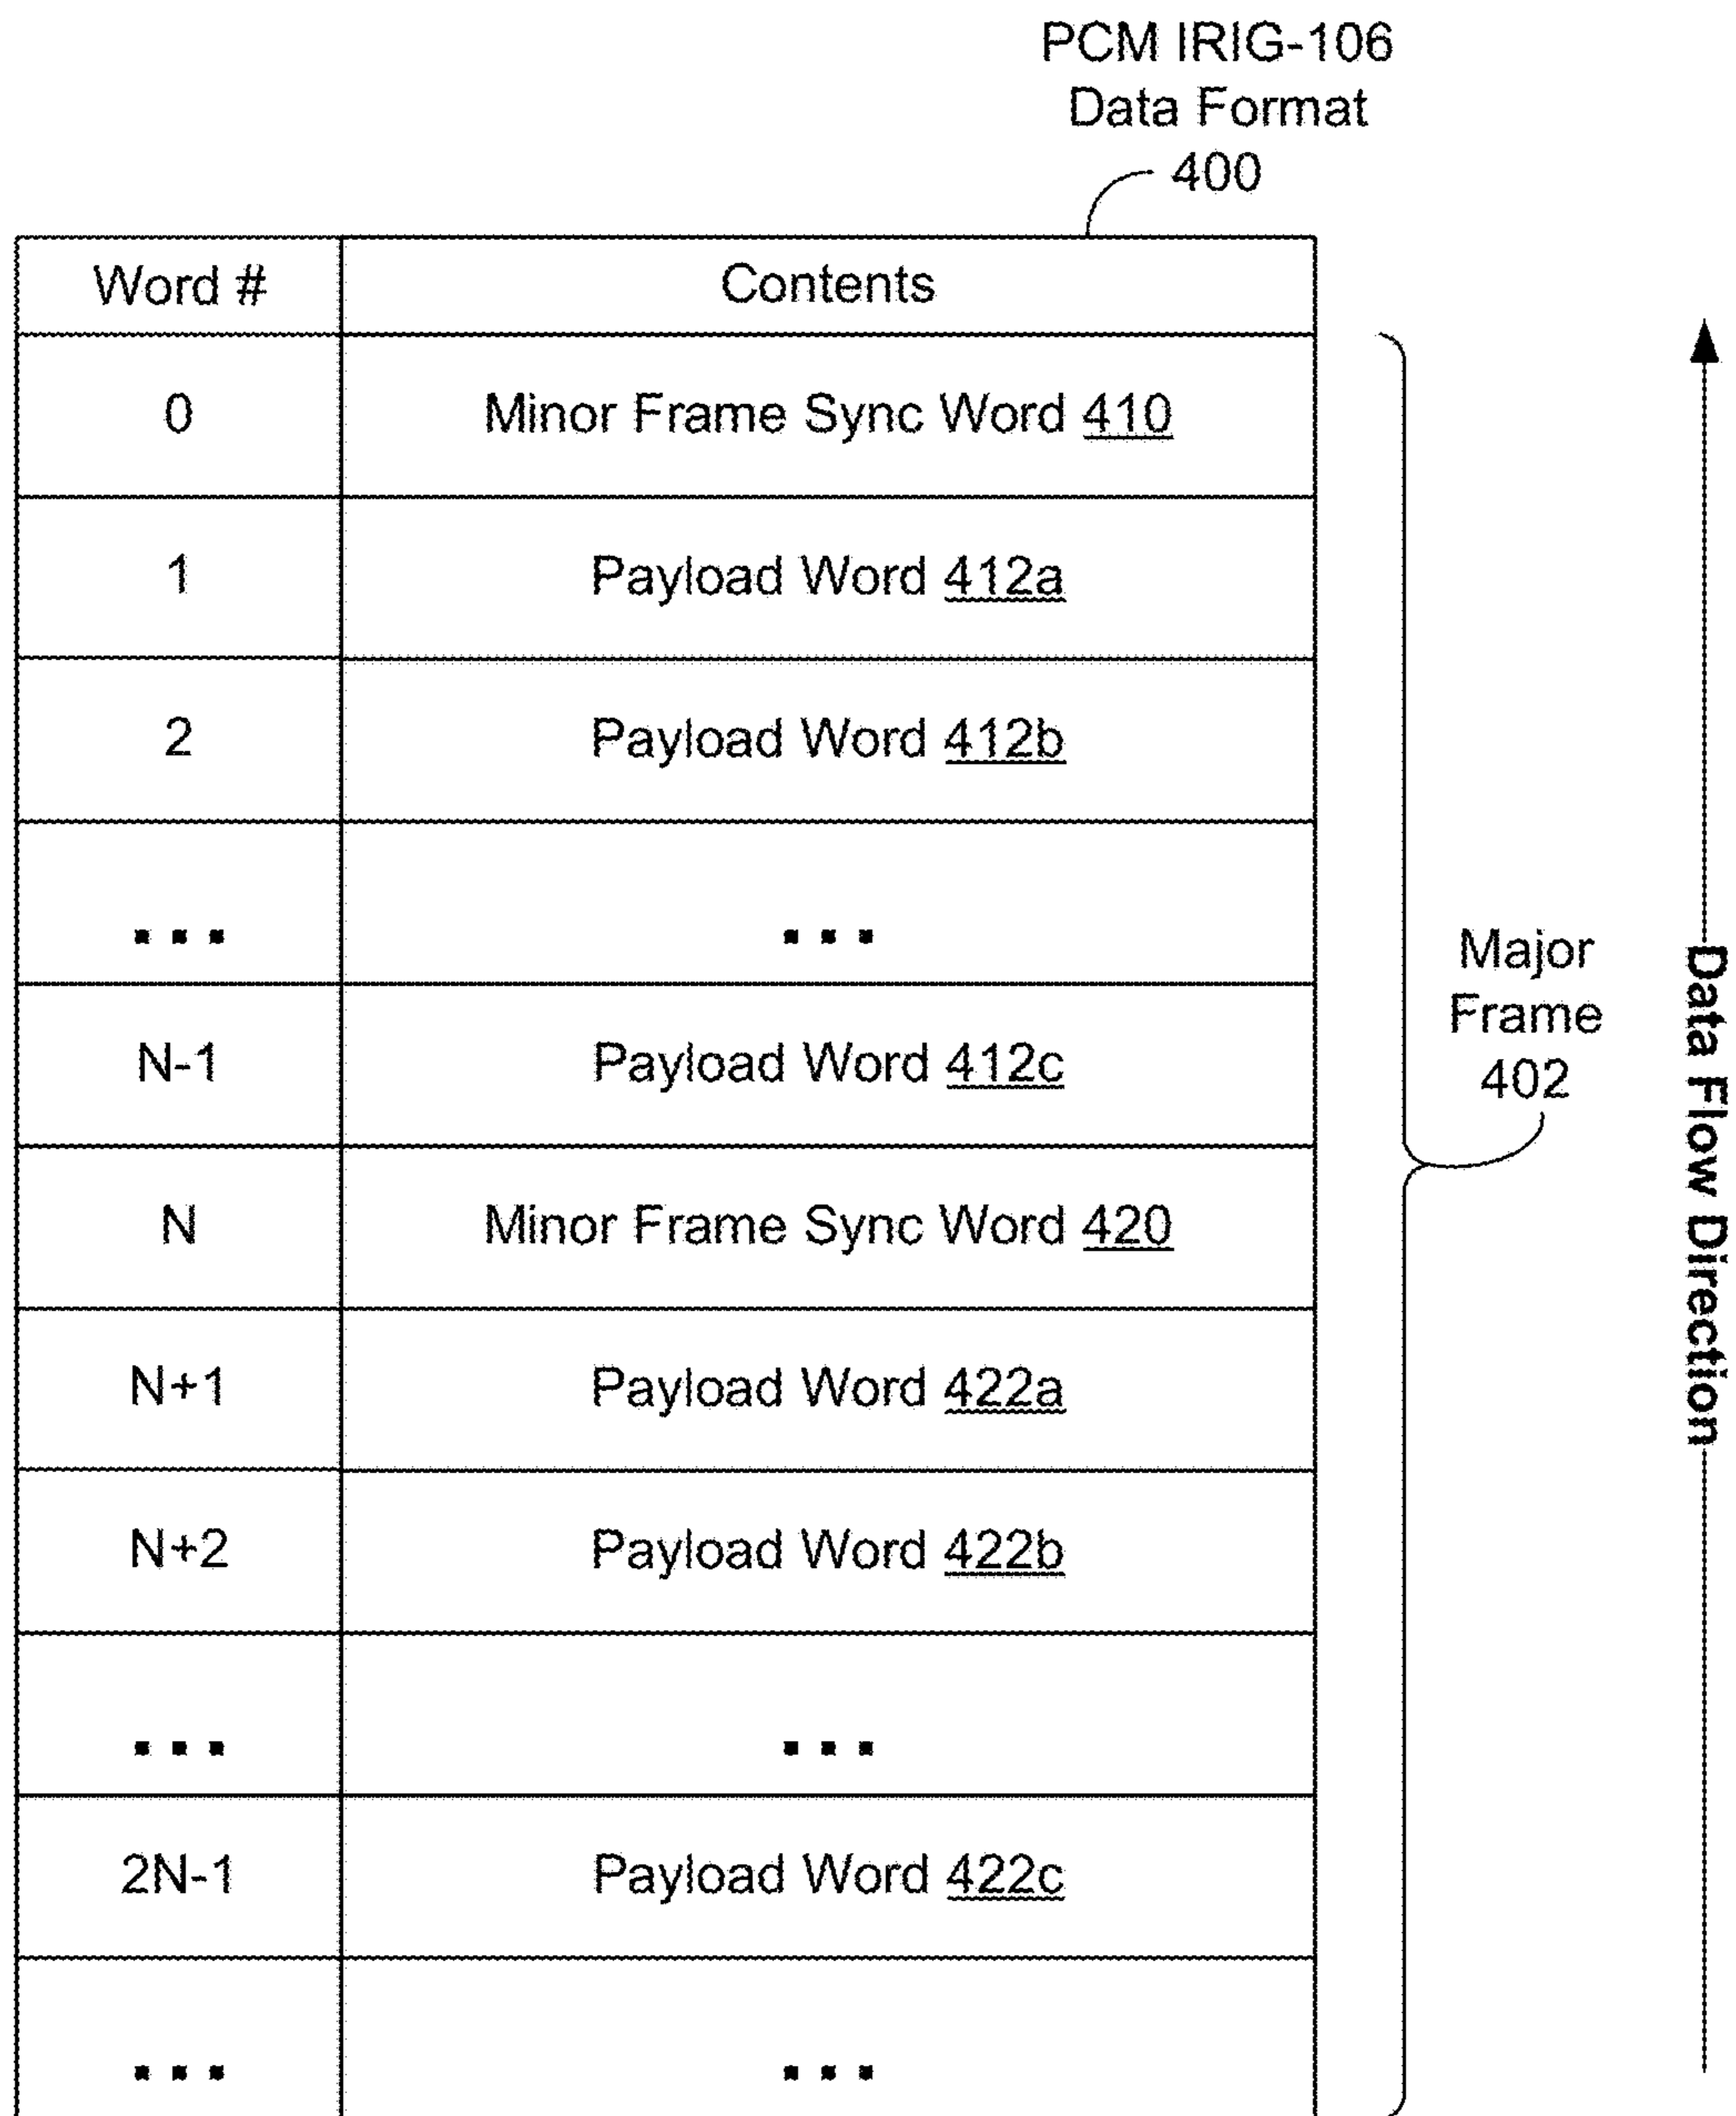 PCM IRIG-106
Data Format
400
Word # Contents
0 Minor Frame Sync Word 410
1 Payload Word 412a
2 Payload Word 412b
... ...
N-1 Payload Word 412c
N Minor Frame Sync Word 420
N+1 Payload Word 422a
N+2 Payload Word 422b
... ...
2N-1 Payload Word 422c
... ...
Major
Frame
402
Data Flow Direction